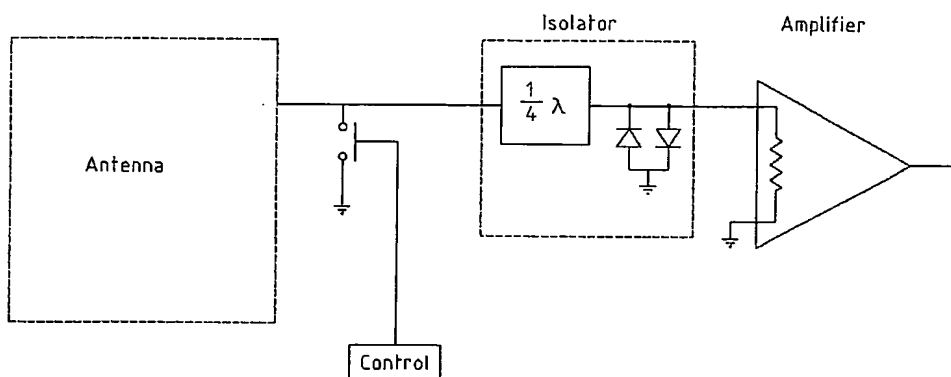 Isolator
Amplifier
1/4 λ
Antenna
Control